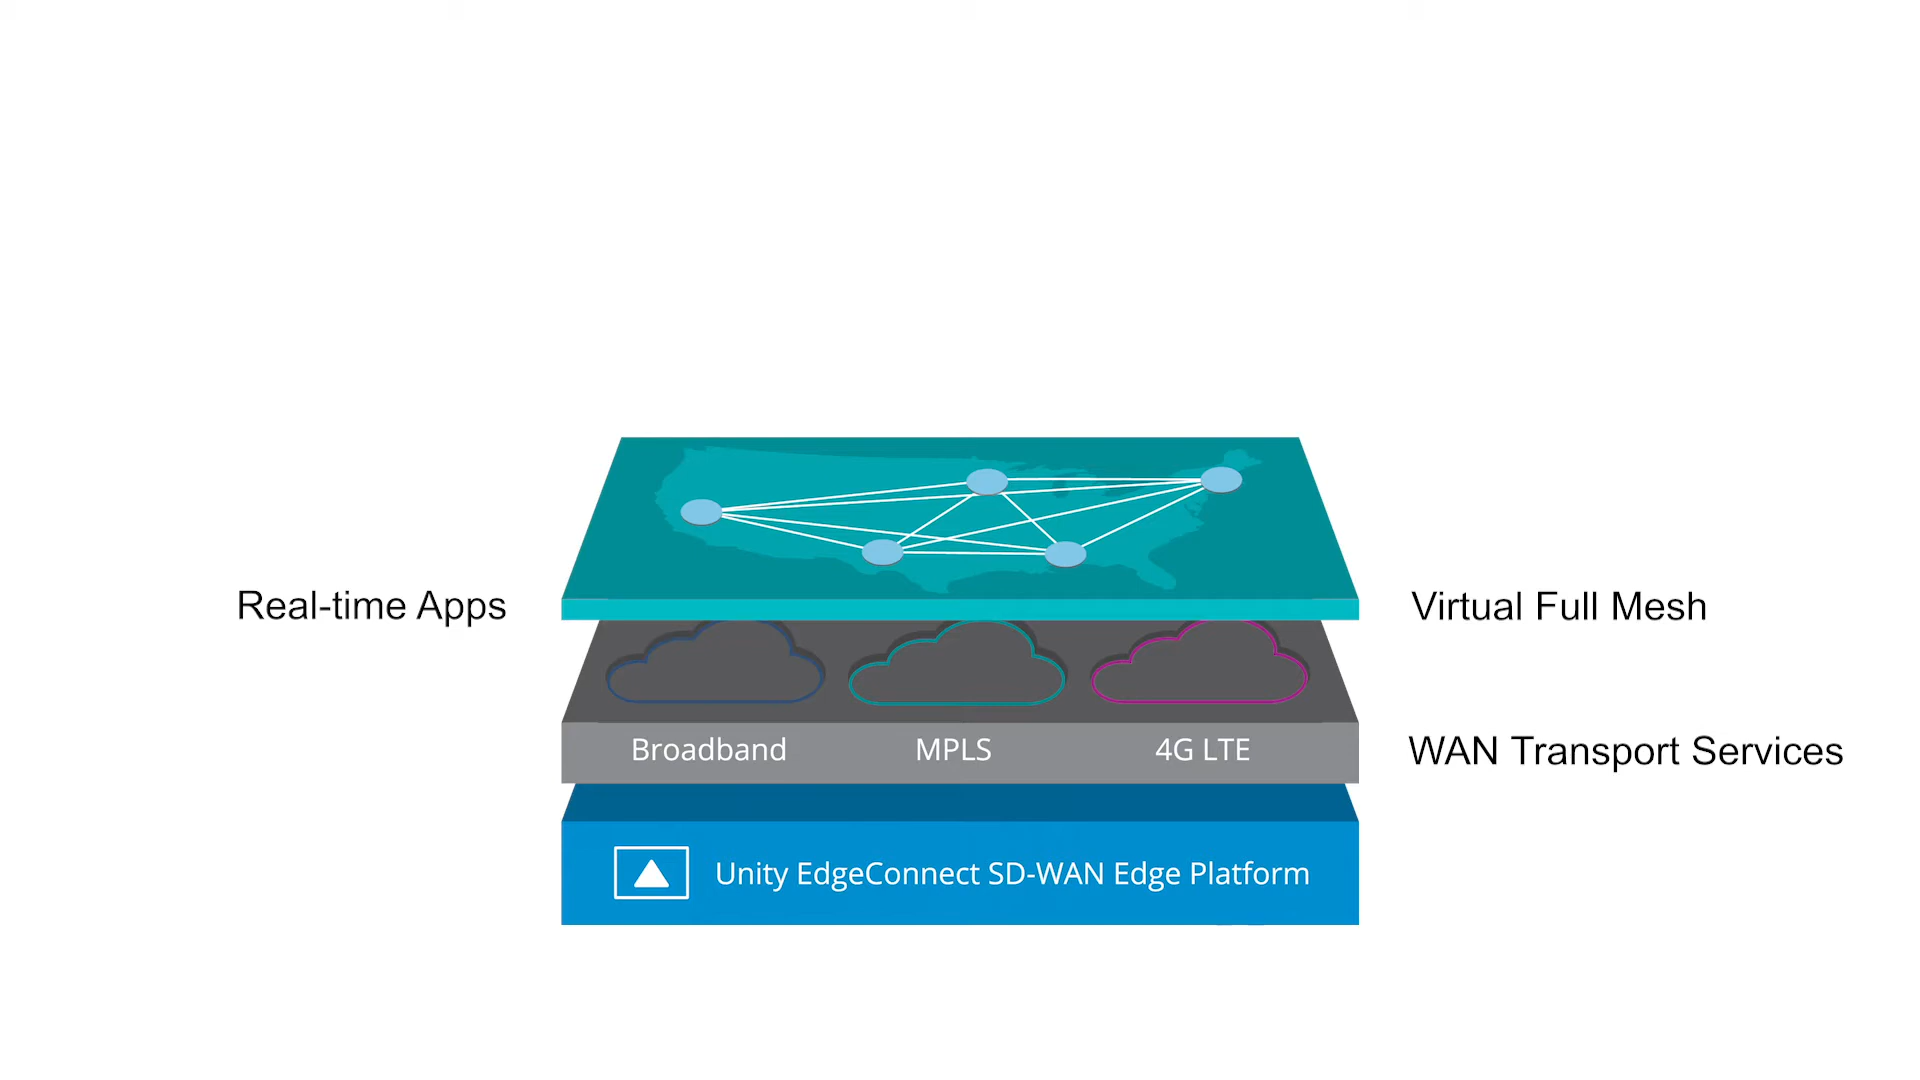 Real-time Apps
Virtual Full Mesh
Broadband
MPLS
4G LTE
WAN Transport Services
Unity EdgeConnect SD-WAN Edge Platform